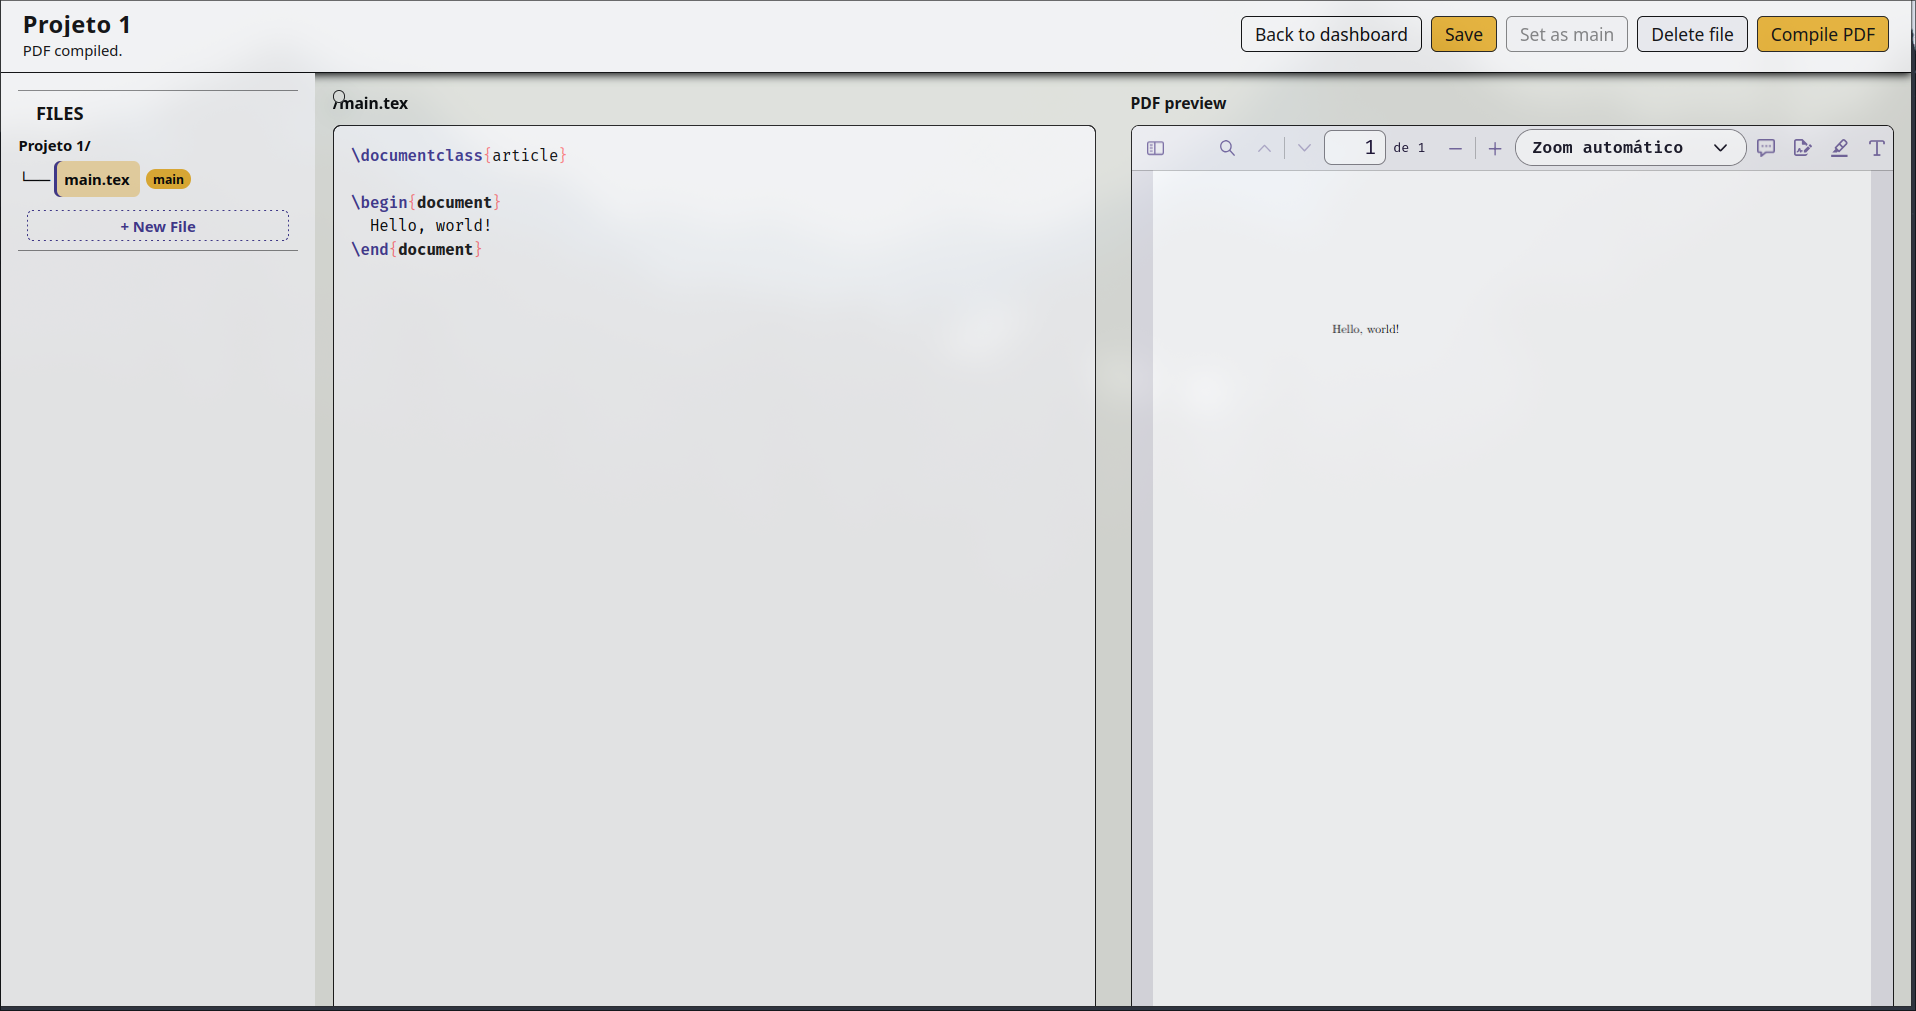 Projeto 1
PDF compiled.
Back to dashboard
Save
Set as main
Delete file
Compile PDF
FILES
Projeto 1/
main.tex main
+ New File
/main.tex
\documentclass{article}
\begin{document}
Hello, world!
\end{document}
PDF preview
1 de 1
Zoom automático
Hello, world!